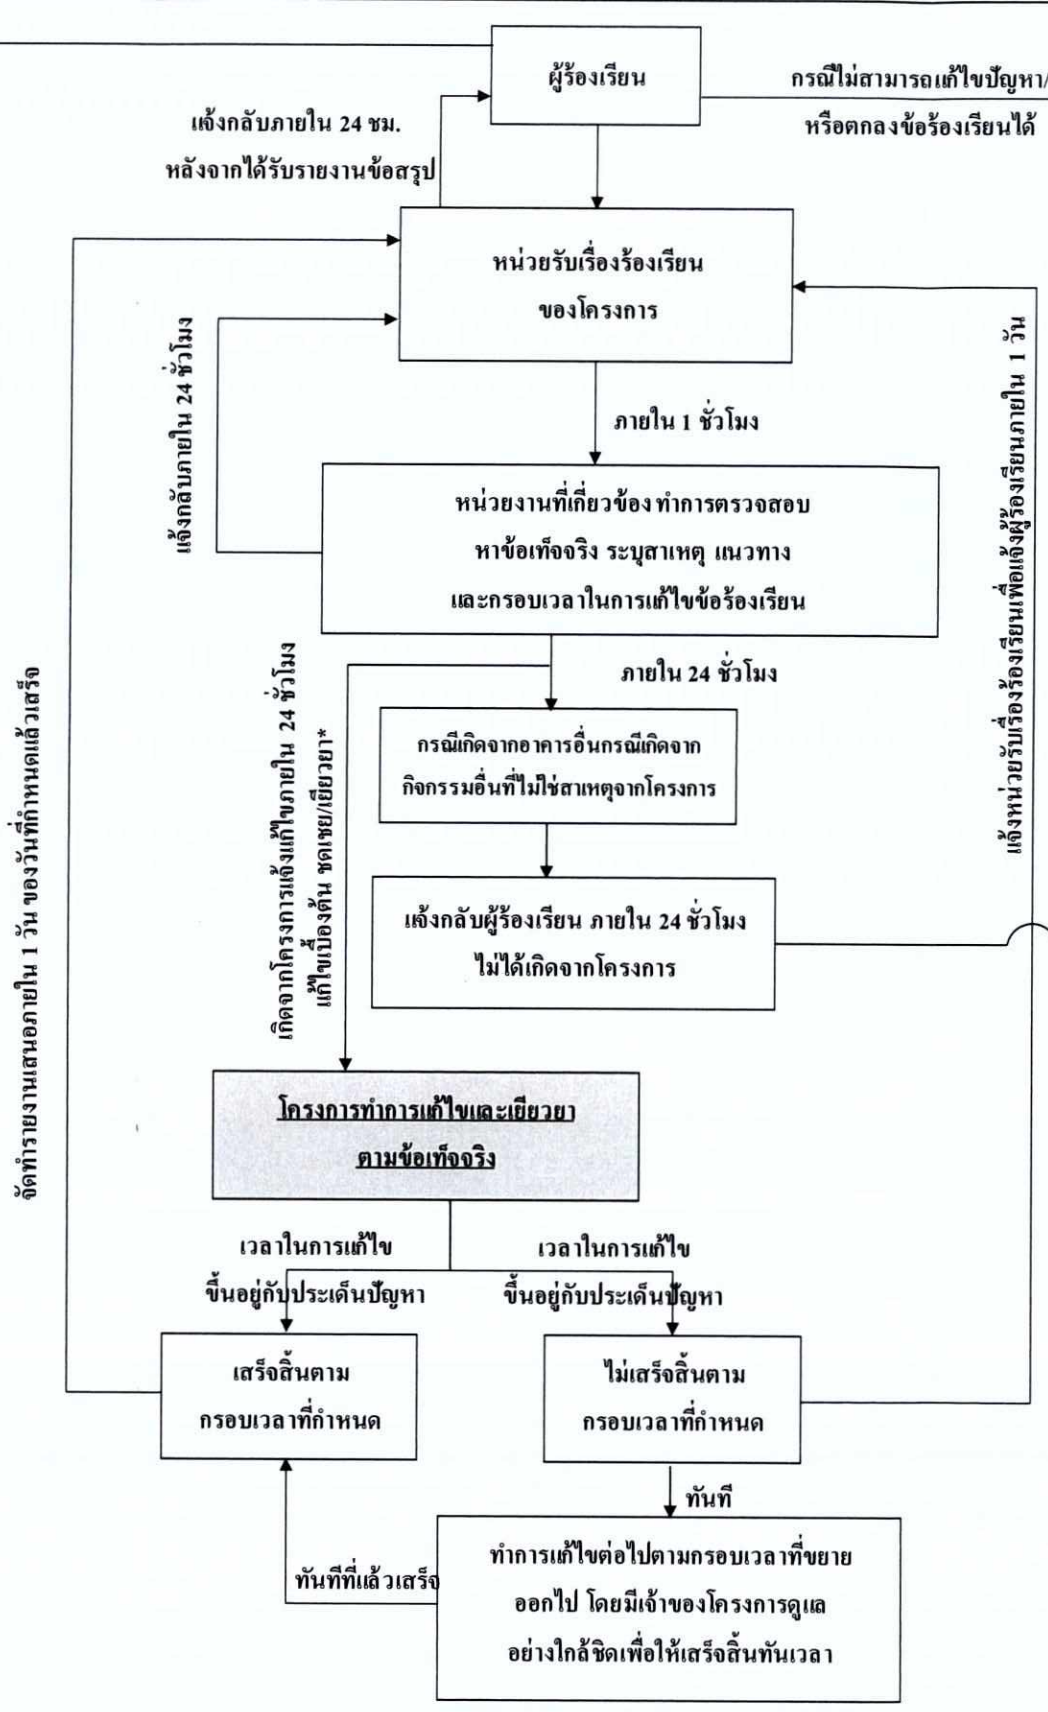 ผู้ร้องเรียน
กรณีไม่สามารถแก้ไขปัญหา/
หรือตกลงข้อร้องเรียนได้
แจ้งกลับภายใน 24 ชม.
หลังจากได้รับรายงานข้อสรุป
หน่วยรับเรื่องร้องเรียน
ของโครงการ
แจ้งกลับภายใน 24 ชั่วโมง
ภายใน 1 ชั่วโมง
แจ้งหน่วยรับเรื่องร้องเรียนเพื่อแจ้งผู้ร้องเรียนภายใน 1 วัน
หน่วยงานที่เกี่ยวข้อง ทำการตรวจสอบ
หาข้อเท็จจริง ระบุสาเหตุ แนวทาง
และกรอบเวลาในการแก้ไขข้อร้องเรียน
ภายใน 24 ชั่วโมง
จัดทำรายงานเสนอภายใน 1 วัน ของวันที่กำหนดแล้วเสร็จ
เกิดจากโครงการแจ้งแก้ไขภายใน 24 ชั่วโมง
แก้ไขเบื้องต้น ชดเชย/เยียวยา*
กรณีเกิดจากอาคารอื่นกรณีเกิดจาก
กิจกรรมอื่นที่ไม่ใช่สาเหตุจากโครงการ
แจ้งกลับผู้ร้องเรียน ภายใน 24 ชั่วโมง
ไม่ได้เกิดจากโครงการ
โครงการทำการแก้ไขและเยียวยา
ตามข้อเท็จจริง
เวลาในการแก้ไข
ขึ้นอยู่กับประเด็นปัญหา
เวลาในการแก้ไข
ขึ้นอยู่กับประเด็นปัญหา
เสร็จสิ้นตาม
กรอบเวลาที่กำหนด
ไม่เสร็จสิ้นตาม
กรอบเวลาที่กำหนด
ทันที
ทันทีที่แล้วเสร็จ
ทำการแก้ไขต่อไปตามกรอบเวลาที่ขยาย
ออกไป โดยมีเจ้าของโครงการดูแล
อย่างใกล้ชิดเพื่อให้เสร็จสิ้นทันเวลา